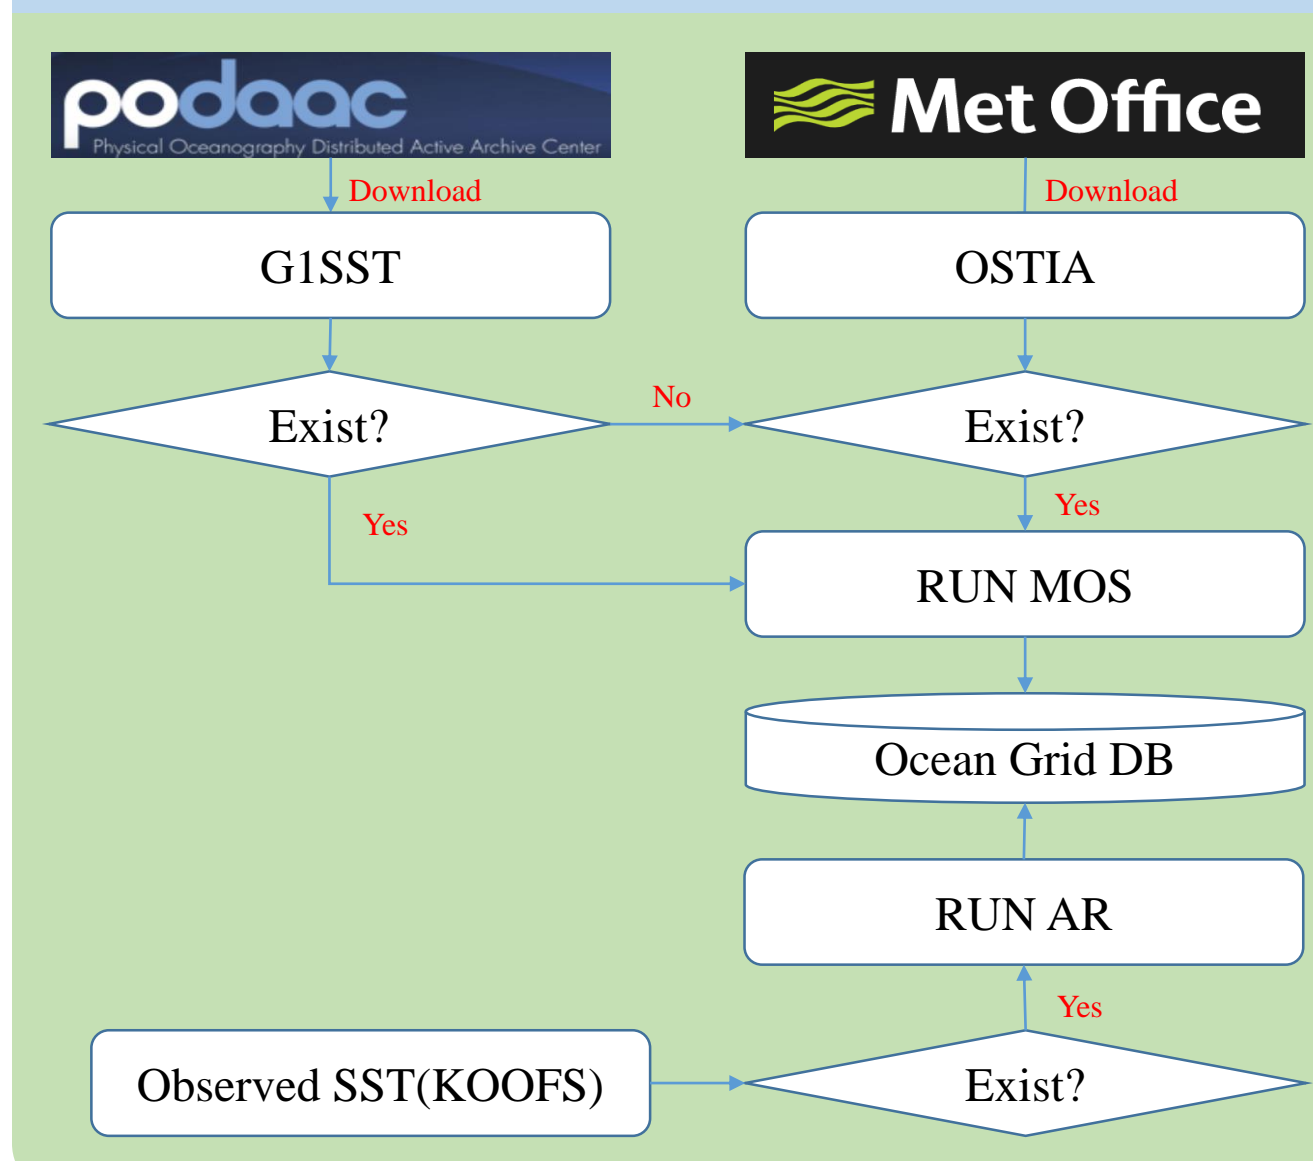 podaac
Physical Oceanography Distributed Active Archive Center
Met Office
Download
Download
G1SST
OSTIA
Exist?
No
Exist?
Yes
Yes
RUN MOS
Ocean Grid DB
RUN AR
Yes
Observed SST(KOOFS)
Exist?